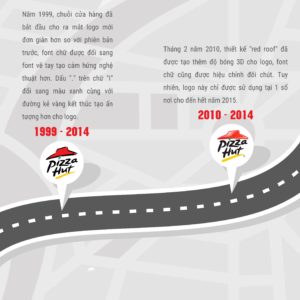 Năm 1999, chuỗi cửa hàng đã
bắt đầu cho ra mắt logo mới
đơn giản hơn so với phiên bản
trước, font chữ được đổi sang
font vẽ tay tạo cảm hứng nghệ
thuật hơn. Dấu "." trên chữ "I"
đổi sang màu xanh cùng với
đường kẻ vàng kết thúc tạo ấn
tượng hơn cho logo.
1999 - 2014
Pizza
Hut
Tháng 2 năm 2010, thiết kế "red roof" đã
được tạo thêm độ bóng 3D cho logo, font
chữ cũng được hiệu chỉnh đôi chút. Tuy
nhiên, logo này chỉ được sử dụng tại 1 số
nơi cho đến hết năm 2015.
2010 - 2014
Pizza
Hut